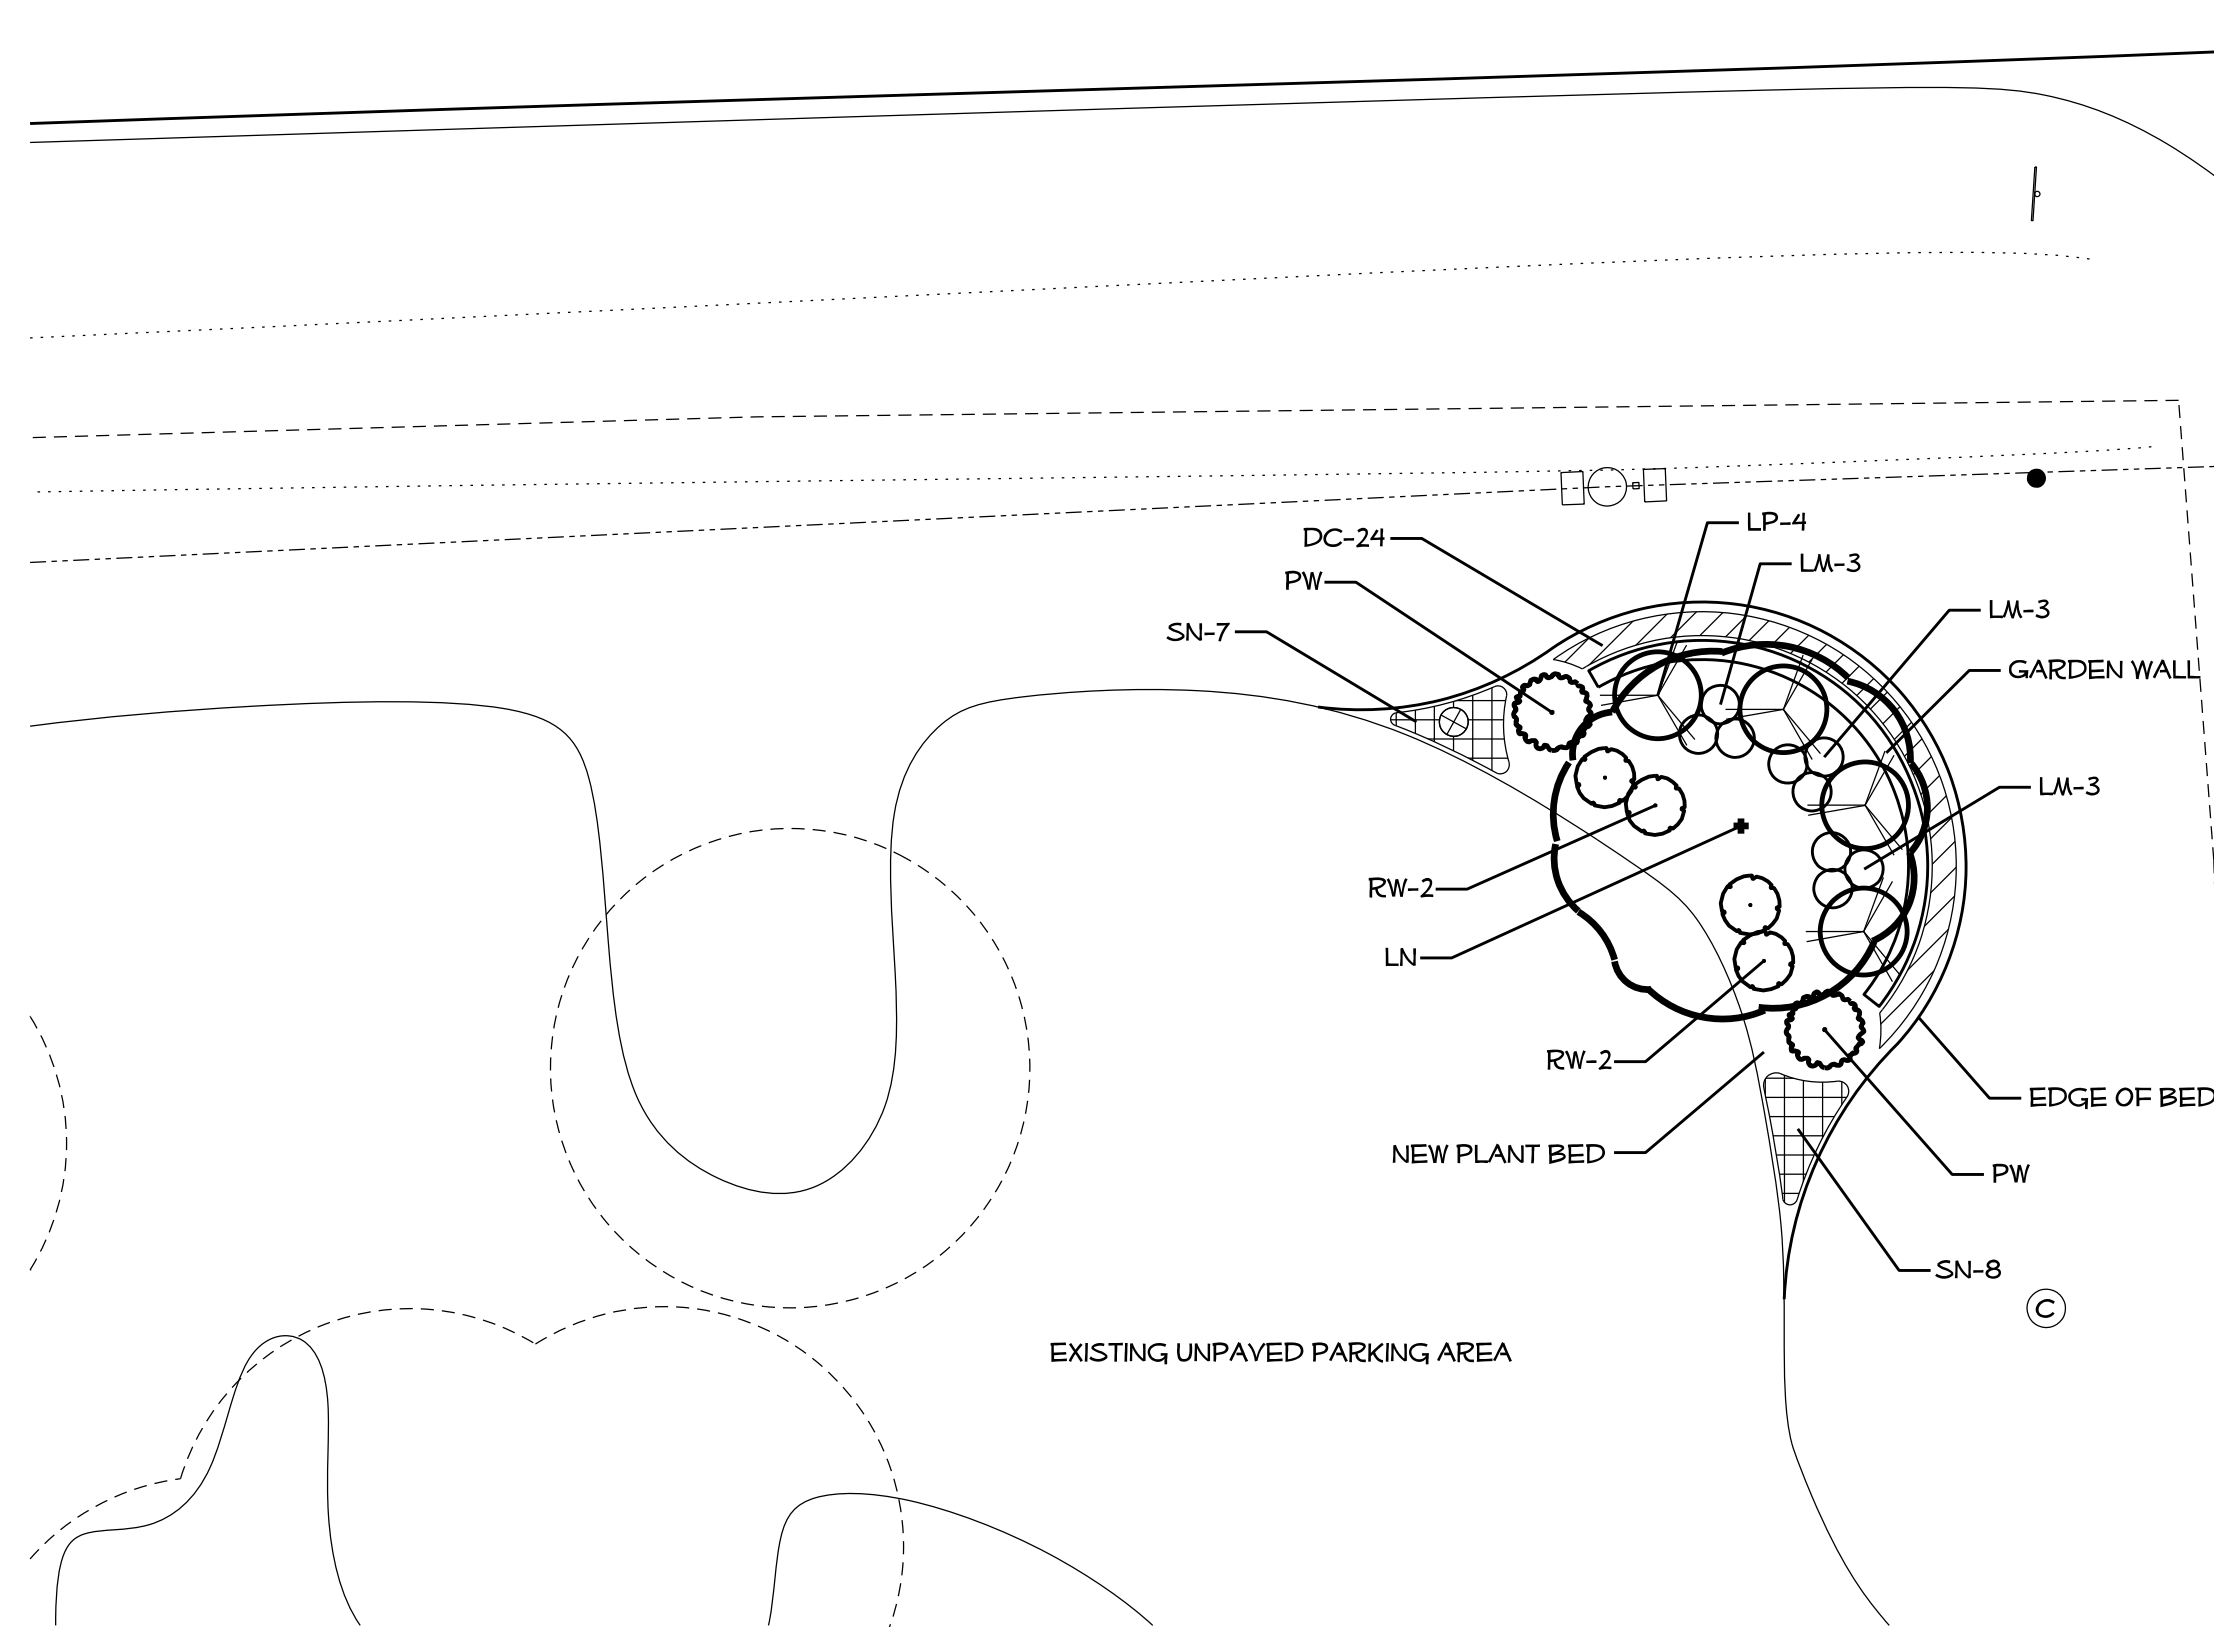 LP-4
DC-24
LM-3
PW
LM-3
SN-7
GARDEN WALL
LM-3
RW-2
LN
RW-2
EDGE OF BED
NEW PLANT BED
PW
SN-8
C
EXISTING UNPAVED PARKING AREA